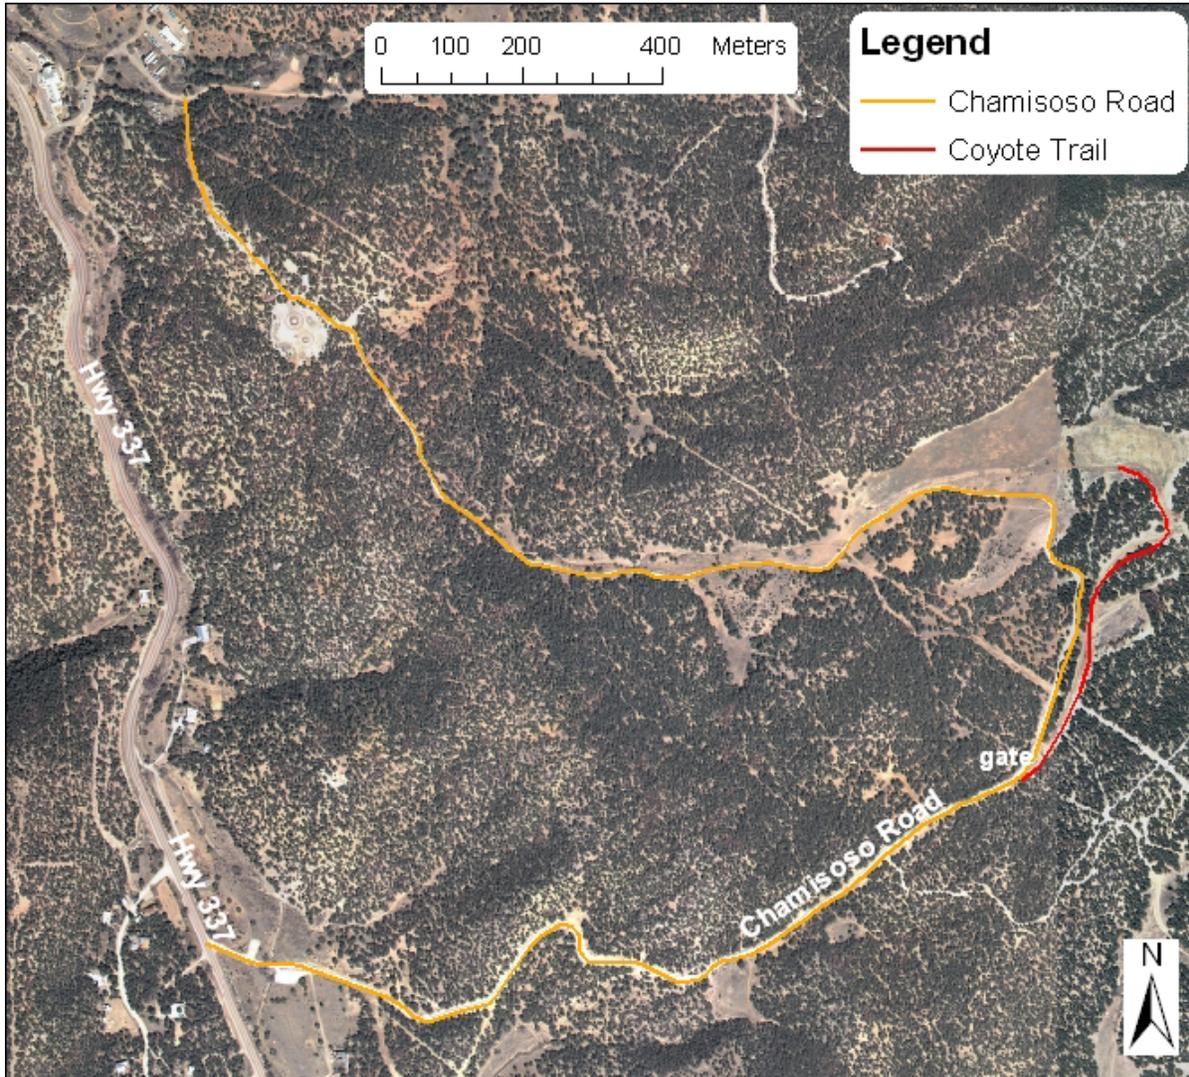 0 100 200 400 Meters
Legend
Chamisoso Road
Coyote Trail
Hwy 337
gate
Chamisoso Road
Hwy 337
N